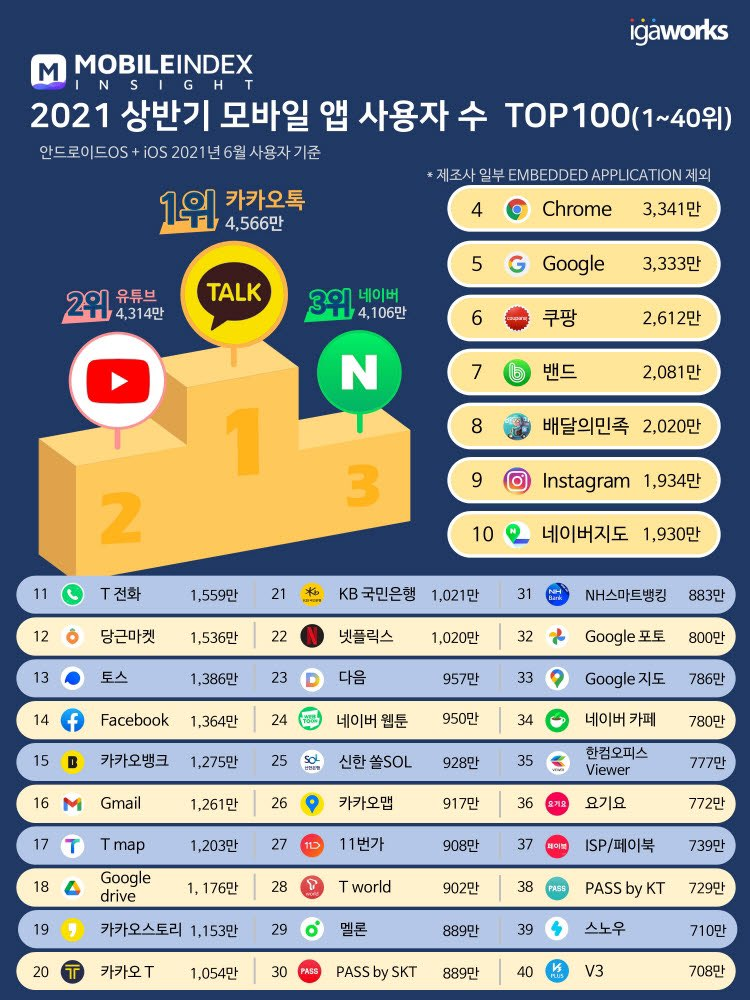 igaworks
M MOBILEINDEX
INSIGHT
2021 상반기 모바일 앱 사용자 수 TOP100(1~40위)
안드로이드OS + iOS 2021년 6월 사용자 기준
* 제조사 일부 EMBEDDED APPLICATION 제외
1위 카카오톡
4,566만
TALK
2위 유튜브
4,314만
3위 네이버
4,106만
N
1
2
3
4 Chrome 3,341만
5 Google 3,333만
6 coupang 쿠팡 2,612만
7 밴드 2,081만
8 배달의민족 2,020만
9 Instagram 1,934만
10 네이버지도 1,930만
11 T 전화 1,559만
12 당근마켓 1,536만
13 토스 1,386만
14 Facebook 1,364만
15 B 카카오뱅크 1,275만
16 Gmail 1,261만
17 T map 1,203만
18 Google
drive 1, 176만
19 카카오스토리 1,153만
20 카카오 T 1,054만
21 KB 국민은행 1,021만
22 N 넷플릭스 1,020만
23 다음 957만
24 WEB
TOON 네이버 웹툰 950만
25 SOL
신한은행 신한 쏠SOL 928만
26 카카오맵 917만
27 11번가 908만
28 T world 902만
29 멜론 889만
30 PASS PASS by SKT 889만
31 NH
Bank NH스마트뱅킹 883만
32 Google 포토 800만
33 Google 지도 786만
34 네이버 카페 780만
35 VIEWER 한컴오피스
Viewer 777만
36 요기요 요기요 772만
37 페이북 ISP/페이북 739만
38 PASS PASS by KT 729만
39 스노우 710만
40 PLUS V3 708만